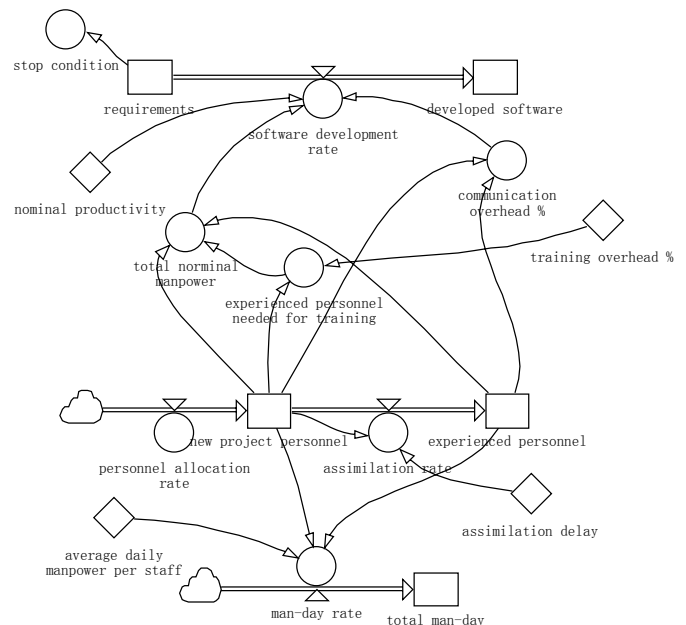 stop condition
requirements
developed software
software development
rate
nominal productivity
communication
overhead %
training overhead %
total norminal
manpower
experienced personnel
needed for training
new project personnel
experienced personnel
personnel allocation
rate
assimilation rate
assimilation delay
average daily
manpower per staff
man-day rate
total man-day